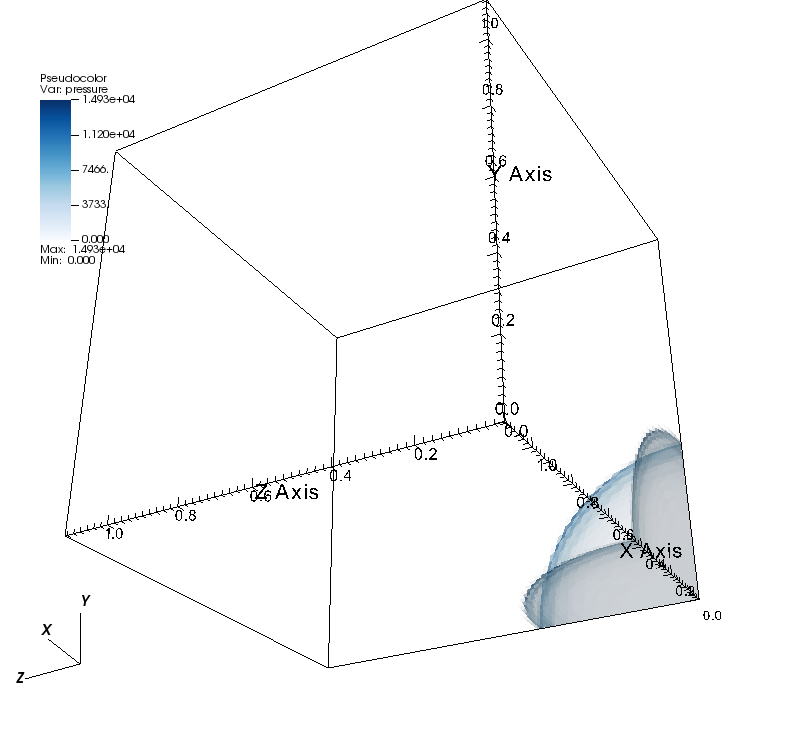 Pseudocolor
Var: pressure
1.493e+04
1.120e+04
7466.
3733.
0.000
Max: 1.493e+04
Min: 0.000
1.0
0.8
0.6
Y Axis
0.4
0.2
0.0
0.0
0.2
0.4
0.6
Z Axis
0.8
1.0
1.0
0.8
0.6
X Axis
0.4
0.2
0.0
Y
X
Z